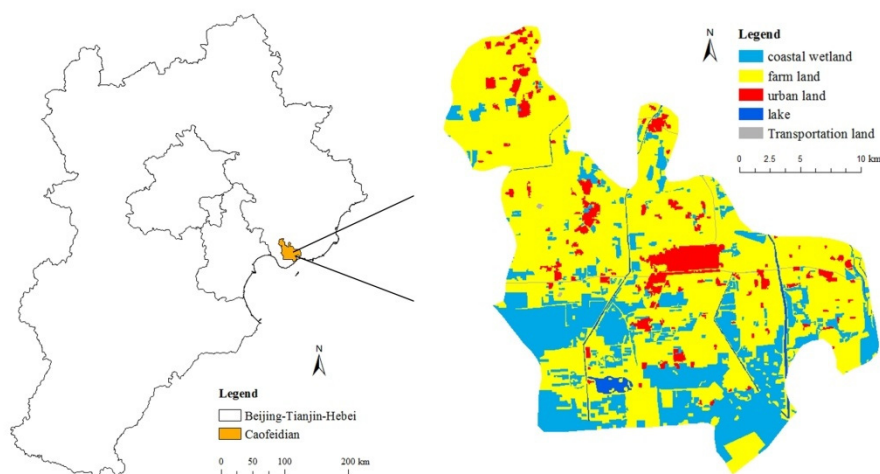 N
Legend
Beijing-Tianjin-Hebei
Caofeidian
0 100 200 km
N
Legend
coastal wetland
farm land
urban land
lake
Transportation land
0 2.5 5 10 km